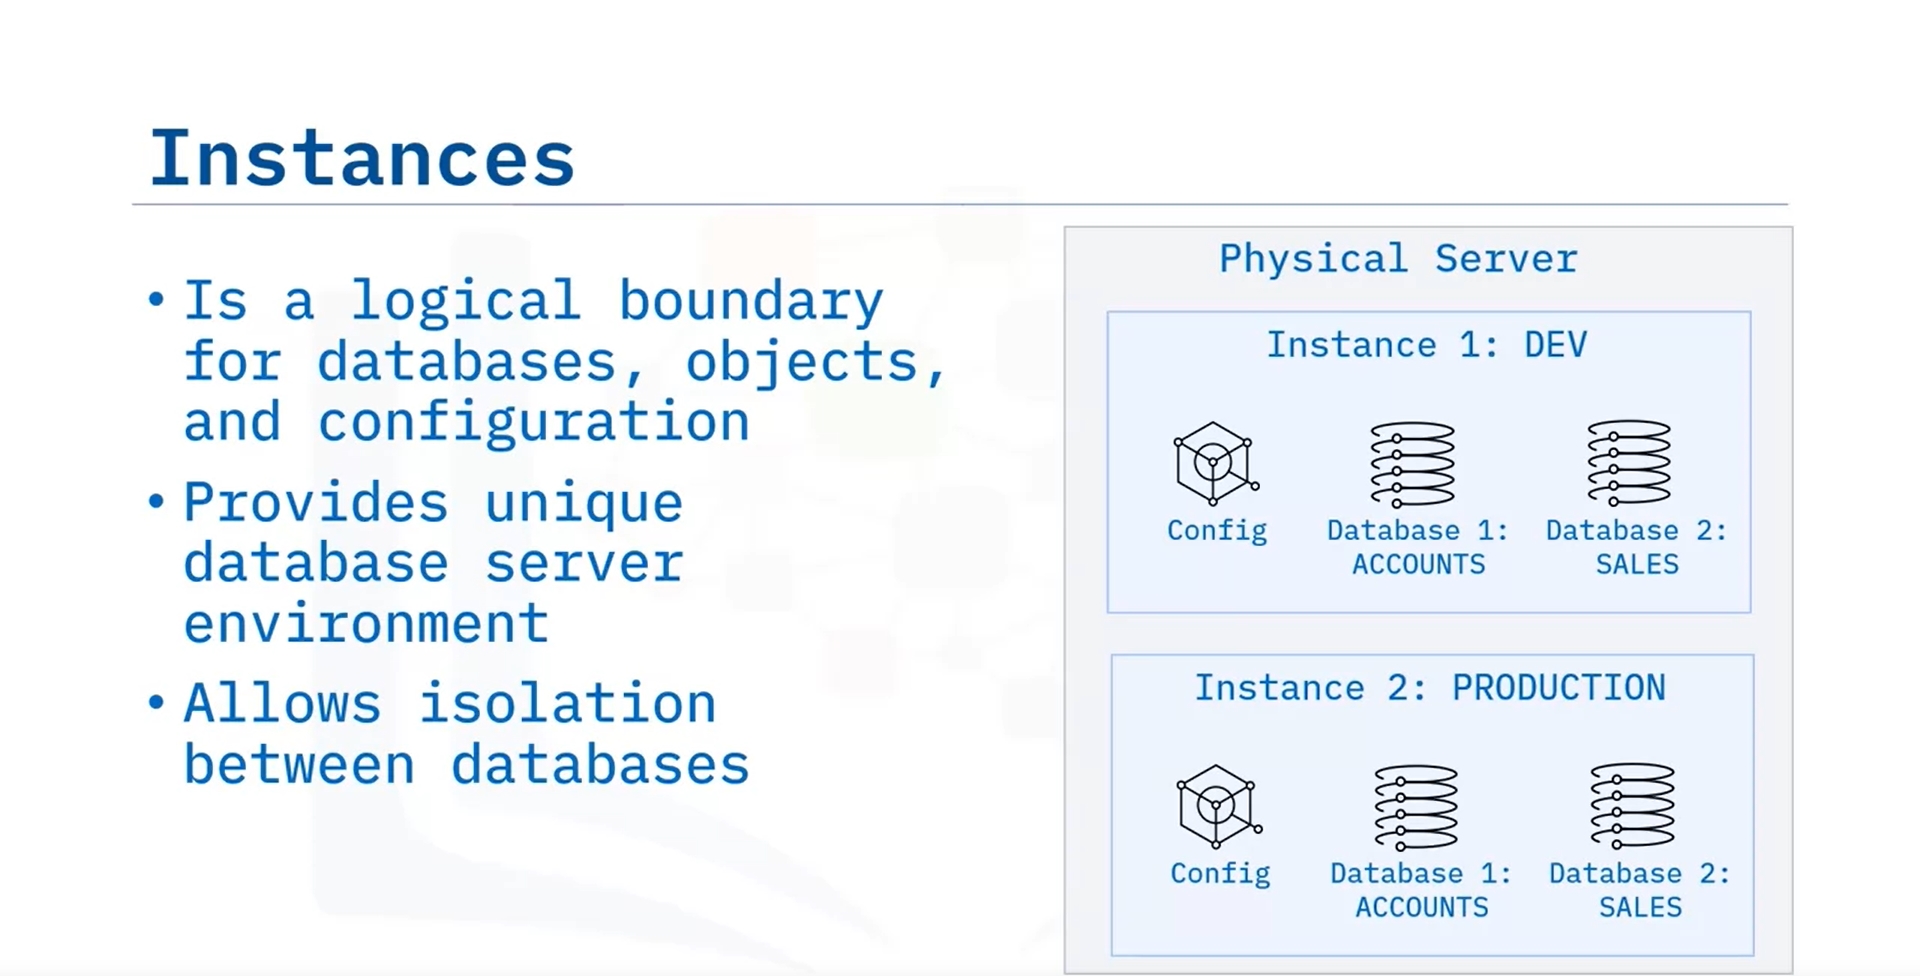 Instances
• Is a logical boundary
for databases, objects,
and configuration
• Provides unique
database server
environment
• Allows isolation
between databases
Physical Server
Instance 1: DEV
Config
Database 1:
ACCOUNTS
Database 2:
SALES
Instance 2: PRODUCTION
Config
Database 1:
ACCOUNTS
Database 2:
SALES